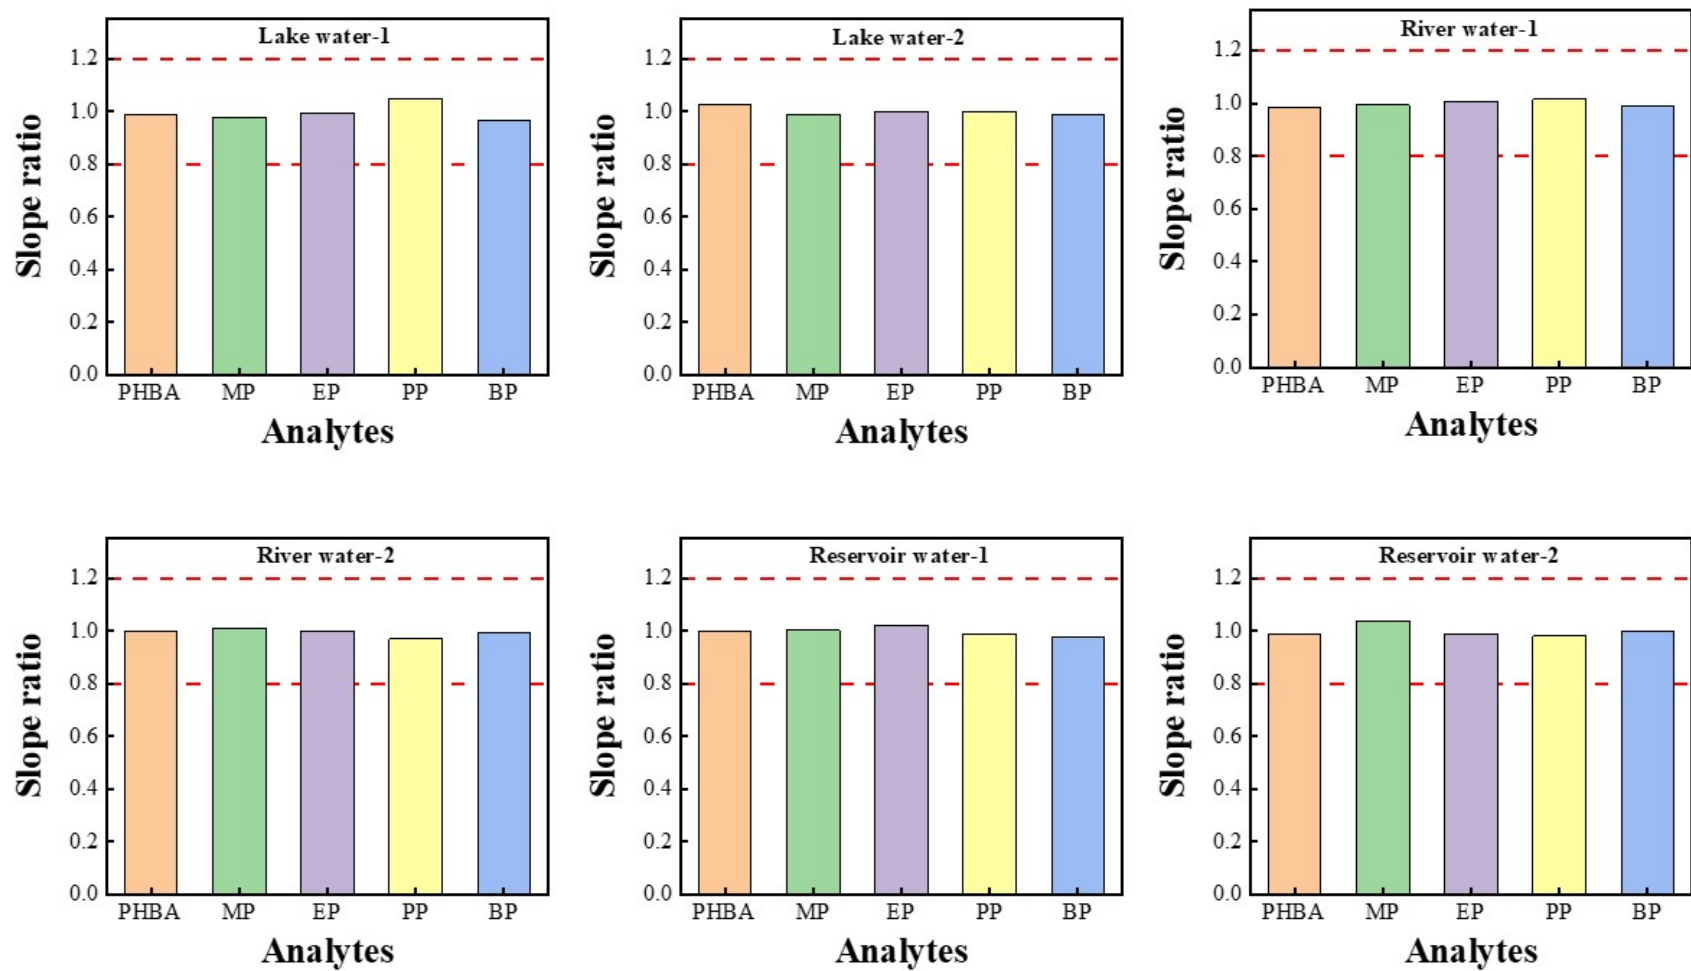 Lake water-1
Slope ratio
1.2
1.0
0.8
0.6
0.4
0.2
0.0
PHBA MP EP PP BP
Analytes
Lake water-2
Slope ratio
1.2
1.0
0.8
0.6
0.4
0.2
0.0
PHBA MP EP PP BP
Analytes
River water-1
Slope ratio
1.2
1.0
0.8
0.6
0.4
0.2
0.0
PHBA MP EP PP BP
Analytes
River water-2
Slope ratio
1.2
1.0
0.8
0.6
0.4
0.2
0.0
PHBA MP EP PP BP
Analytes
Reservoir water-1
Slope ratio
1.2
1.0
0.8
0.6
0.4
0.2
0.0
PHBA MP EP PP BP
Analytes
Reservoir water-2
Slope ratio
1.2
1.0
0.8
0.6
0.4
0.2
0.0
PHBA MP EP PP BP
Analytes